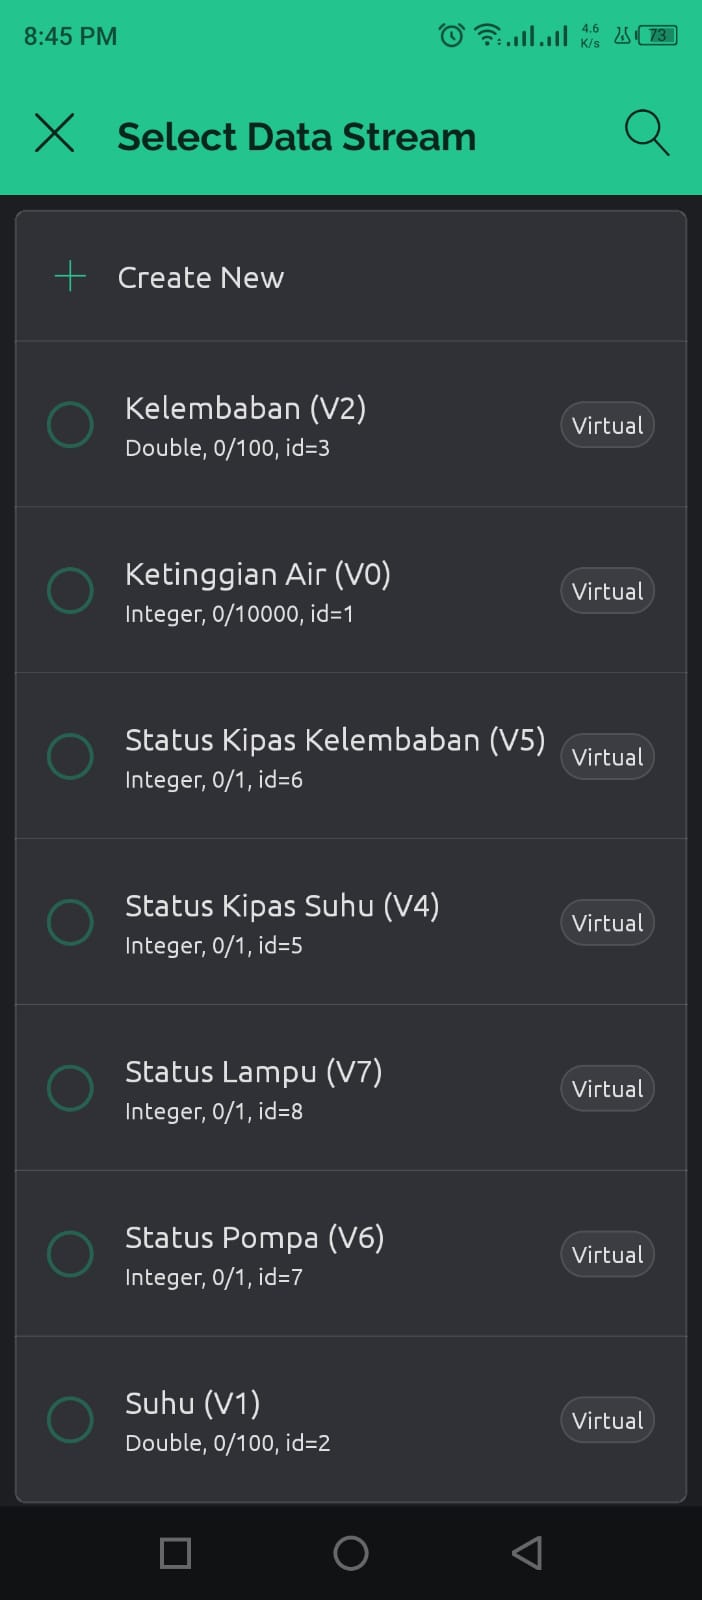 8:45 PM
4.6
K/s
73
Select Data Stream
Create New
Kelembaban (V2)
Double, 0/100, id=3
Virtual
Ketinggian Air (V0)
Integer, 0/10000, id=1
Virtual
Status Kipas Kelembaban (V5)
Integer, 0/1, id=6
Virtual
Status Kipas Suhu (V4)
Integer, 0/1, id=5
Virtual
Status Lampu (V7)
Integer, 0/1, id=8
Virtual
Status Pompa (V6)
Integer, 0/1, id=7
Virtual
Suhu (V1)
Double, 0/100, id=2
Virtual